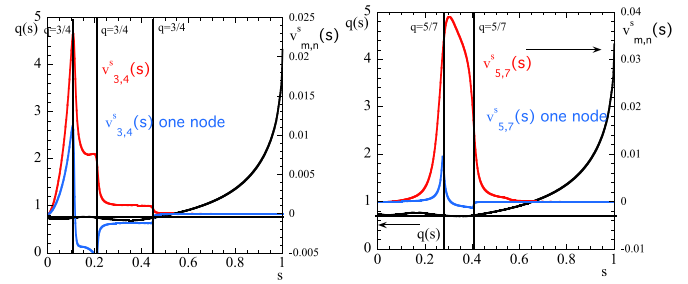 q(s)
q=3/4
q=3/4
q=3/4
0.025
v^s_{m,n}(s)
5
4
3
2
1
0
0.02
0.015
0.01
0.005
0
-0.005
v^s_{3,4}(s)
v^s_{3,4}(s) one node
0 0.2 0.4 0.6 0.8 1
s
q(s)
q=5/7
q=5/7
0.04
v^s_{m,n}(s)
5
4
3
2
1
0
0.03
0.02
0.01
0
-0.01
v^s_{5,7}(s)
v^s_{5,7}(s) one node
q(s)
0 0.2 0.4 0.6 0.8 1
s